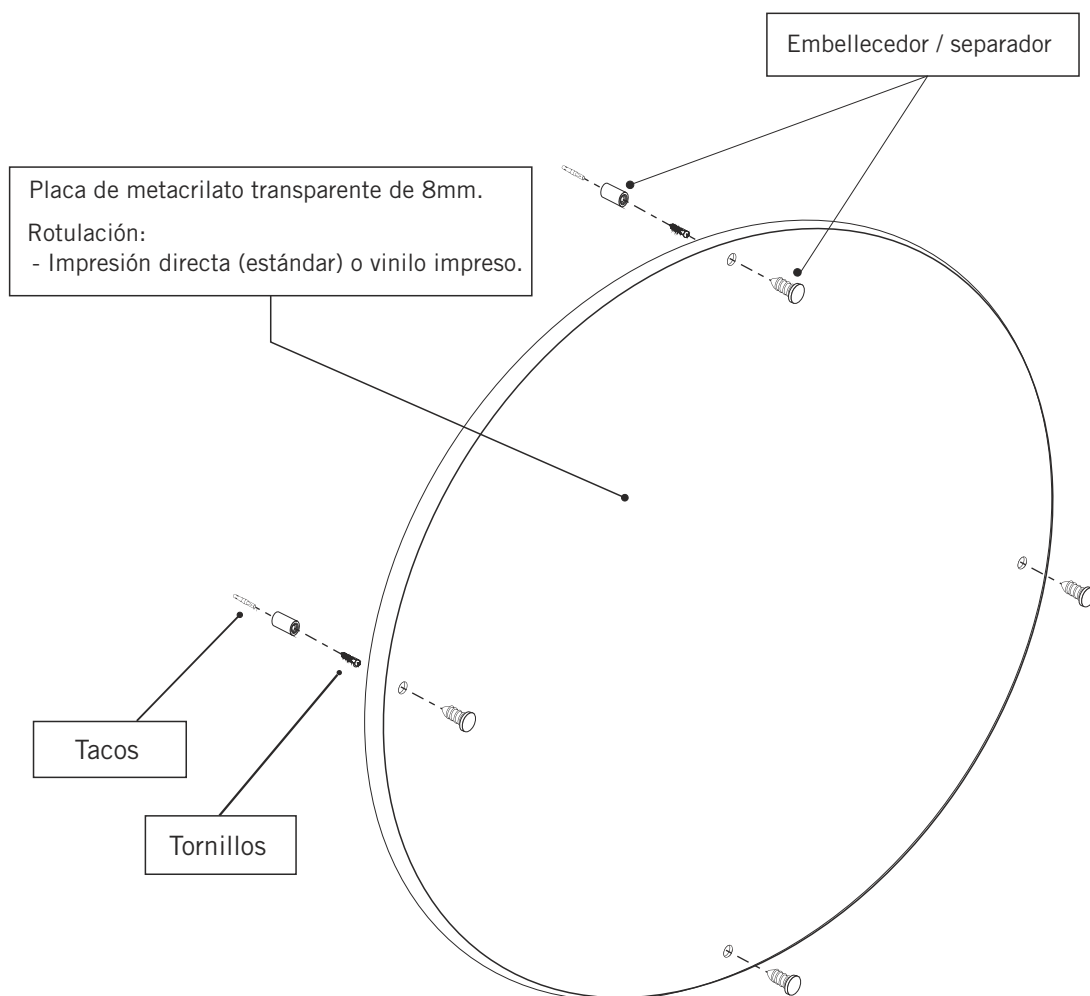 Embellecedor / separador
Placa de metacrilato transparente de 8mm.
Rotulación:
- Impresión directa (estándar) o vinilo impreso.
Tacos
Tornillos